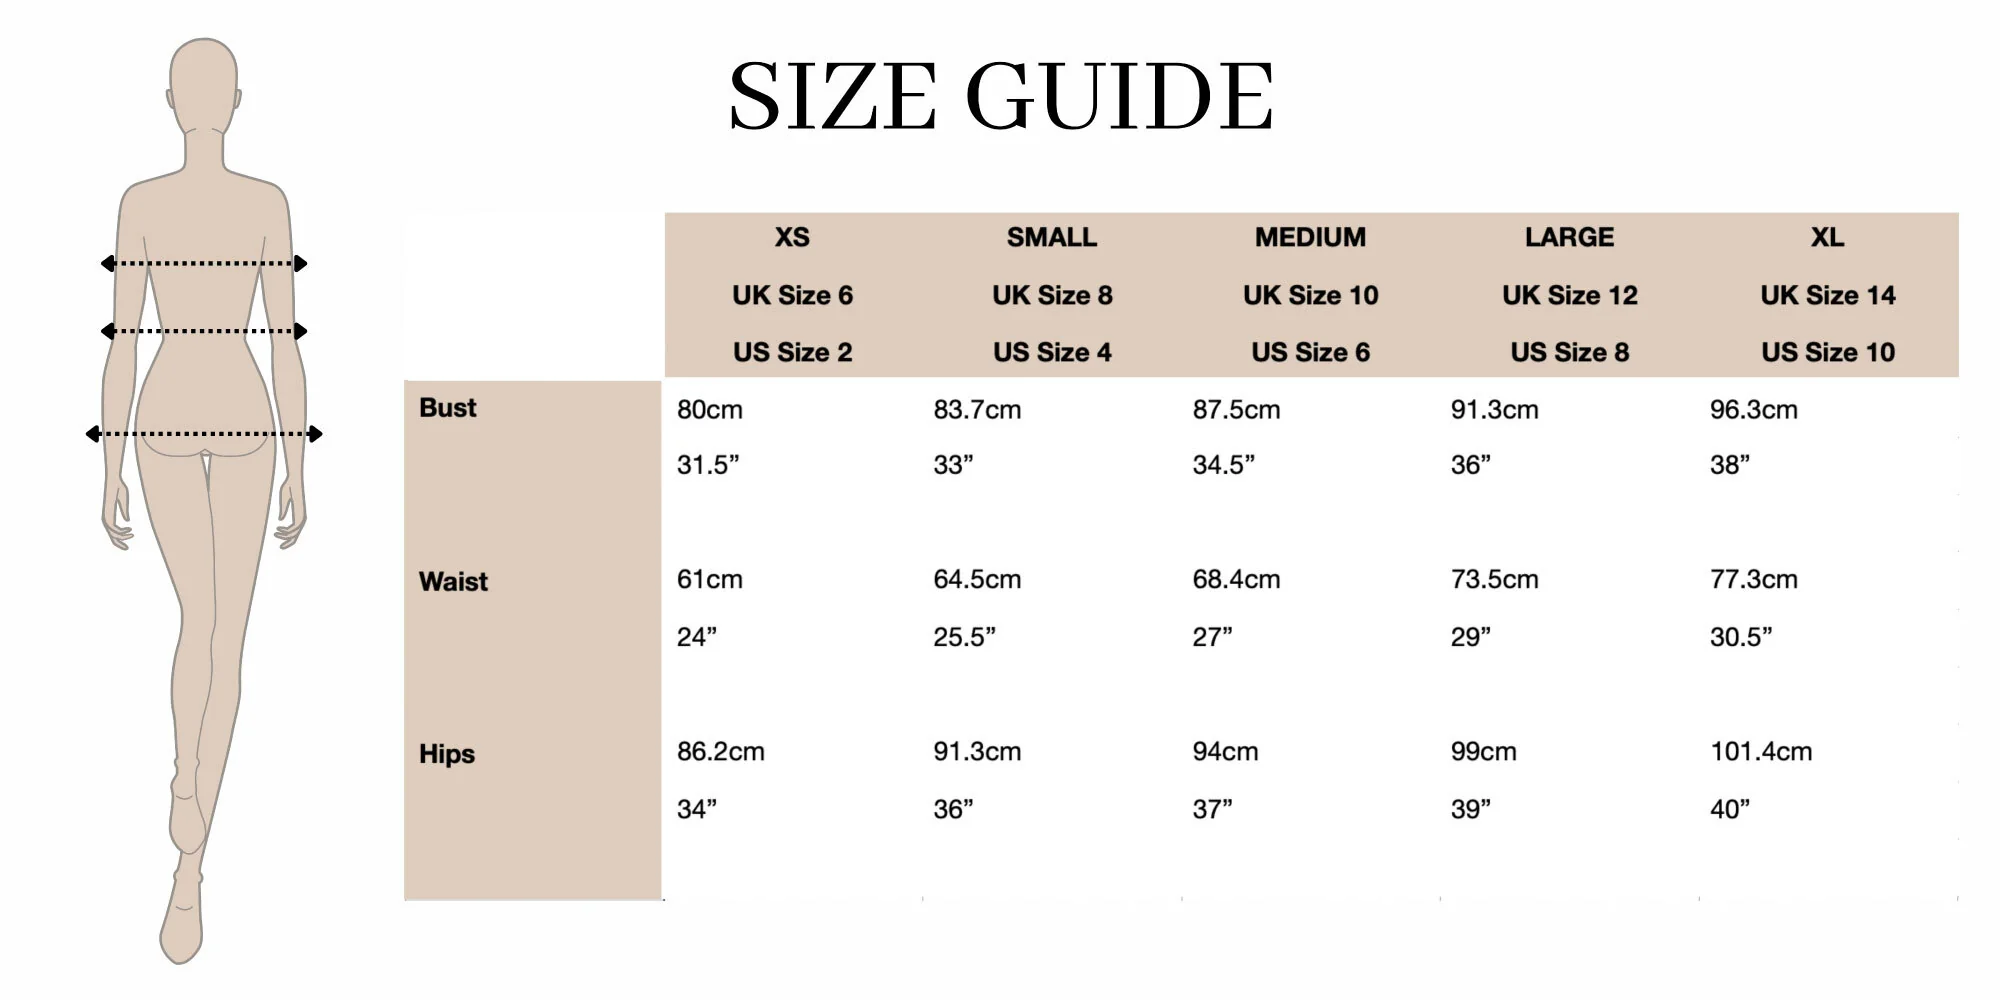 SIZE GUIDE
XS SMALL MEDIUM LARGE XL
UK Size 6 UK Size 8 UK Size 10 UK Size 12 UK Size 14
US Size 2 US Size 4 US Size 6 US Size 8 US Size 10
Bust 80cm 83.7cm 87.5cm 91.3cm 96.3cm
31.5” 33” 34.5” 36” 38”
Waist 61cm 64.5cm 68.4cm 73.5cm 77.3cm
24” 25.5” 27” 29” 30.5”
Hips 86.2cm 91.3cm 94cm 99cm 101.4cm
34” 36” 37” 39” 40”